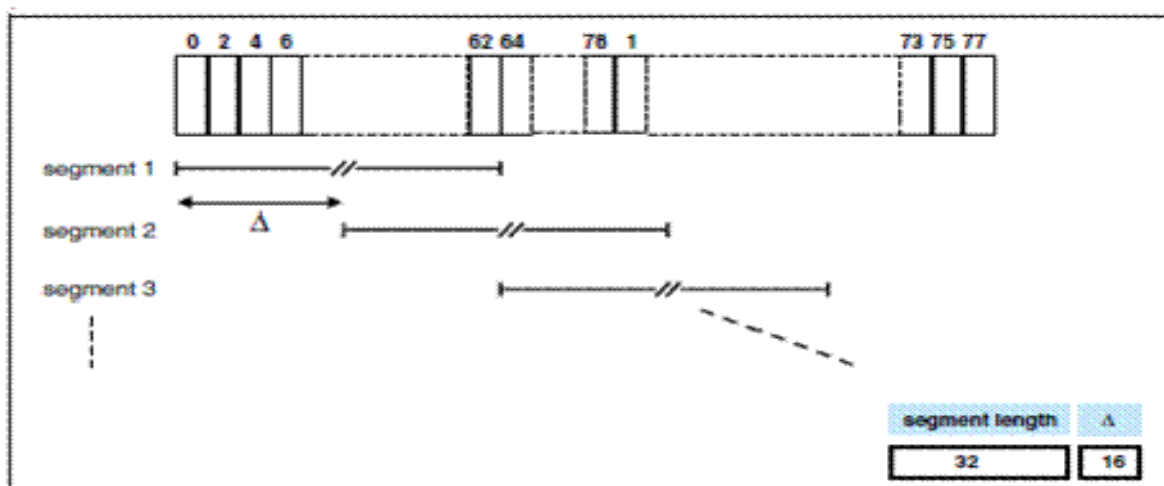 0 2 4 6 62 64 78 1 73 75 77
segment 1
Δ
segment 2
segment 3
segment length Δ
32 16